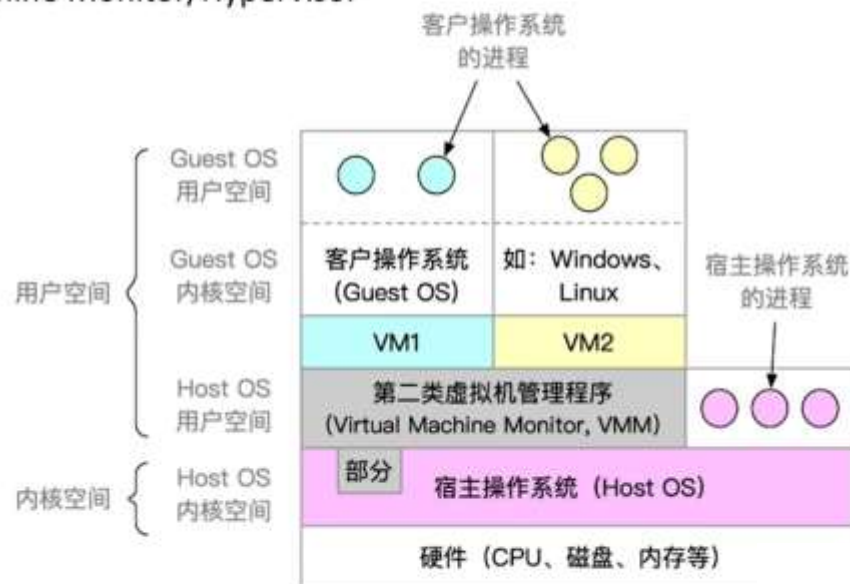 客户操作系统
的进程
Guest OS
用户空间
Guest OS
内核空间
用户空间
客户操作系统
(Guest OS)
如：Windows、
Linux
宿主操作系统
的进程
VM1
VM2
Host OS
用户空间
第二类虚拟机管理程序
(Virtual Machine Monitor, VMM)
部分
Host OS
内核空间
内核空间
宿主操作系统（Host OS）
硬件（CPU、磁盘、内存等）